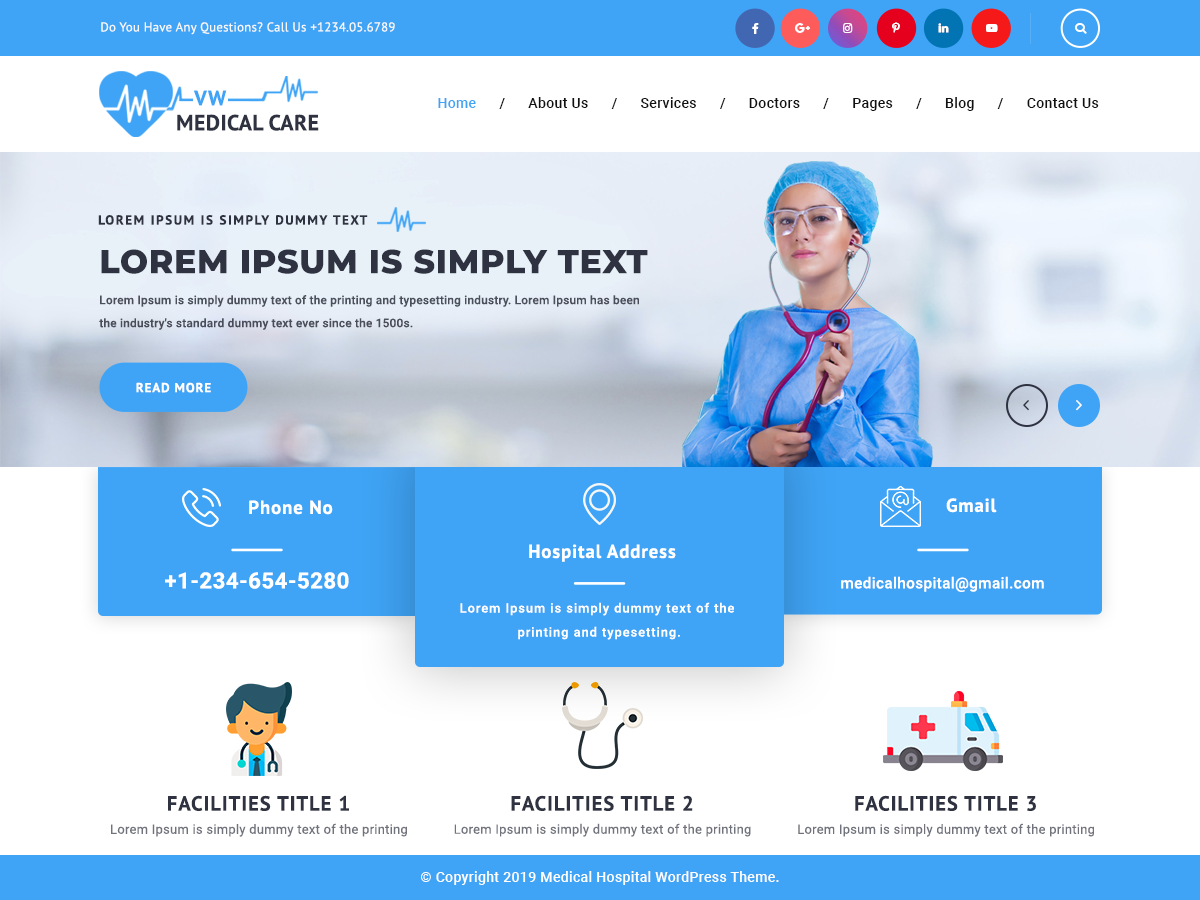 Do You Have Any Questions? Call Us +1234.05.6789
VW
MEDICAL CARE
Home / About Us / Services / Doctors / Pages / Blog / Contact Us
LOREM IPSUM IS SIMPLY DUMMY TEXT
LOREM IPSUM IS SIMPLY TEXT
Lorem Ipsum is simply dummy text of the printing and typesetting industry. Lorem Ipsum has been
the industry's standard dummy text ever since the 1500s.
READ MORE
Phone No
+1-234-654-5280
Hospital Address
Lorem Ipsum is simply dummy text of the
printing and typesetting.
Gmail
medicalhospital@gmail.com
FACILITIES TITLE 1
Lorem Ipsum is simply dummy text of the printing
FACILITIES TITLE 2
Lorem Ipsum is simply dummy text of the printing
FACILITIES TITLE 3
Lorem Ipsum is simply dummy text of the printing
© Copyright 2019 Medical Hospital WordPress Theme.